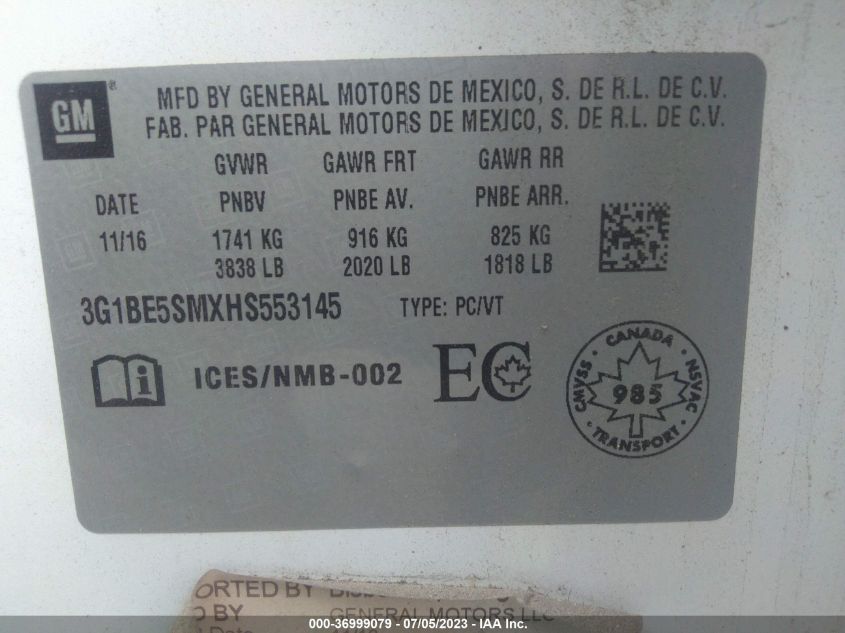 GM
®
MFD BY GENERAL MOTORS DE MEXICO, S. DE R.L. DE C.V.
FAB. PAR GENERAL MOTORS DE MEXICO, S. DE R.L. DE C.V.
GVWR GAWR FRT GAWR RR
DATE PNBV PNBE AV. PNBE ARR.
11/16 1741 KG 916 KG 825 KG
3838 LB 2020 LB 1818 LB
3G1BE5SMXHS553145 TYPE: PC/VT
i ICES/NMB-002 EC
CMVSS · CANADA · NSVAC
985
· TRANSPORT ·
ORTED BY
BY GENERAL MOTORS LLC
Date
000-36999079 - 07/05/2023 - IAA Inc.